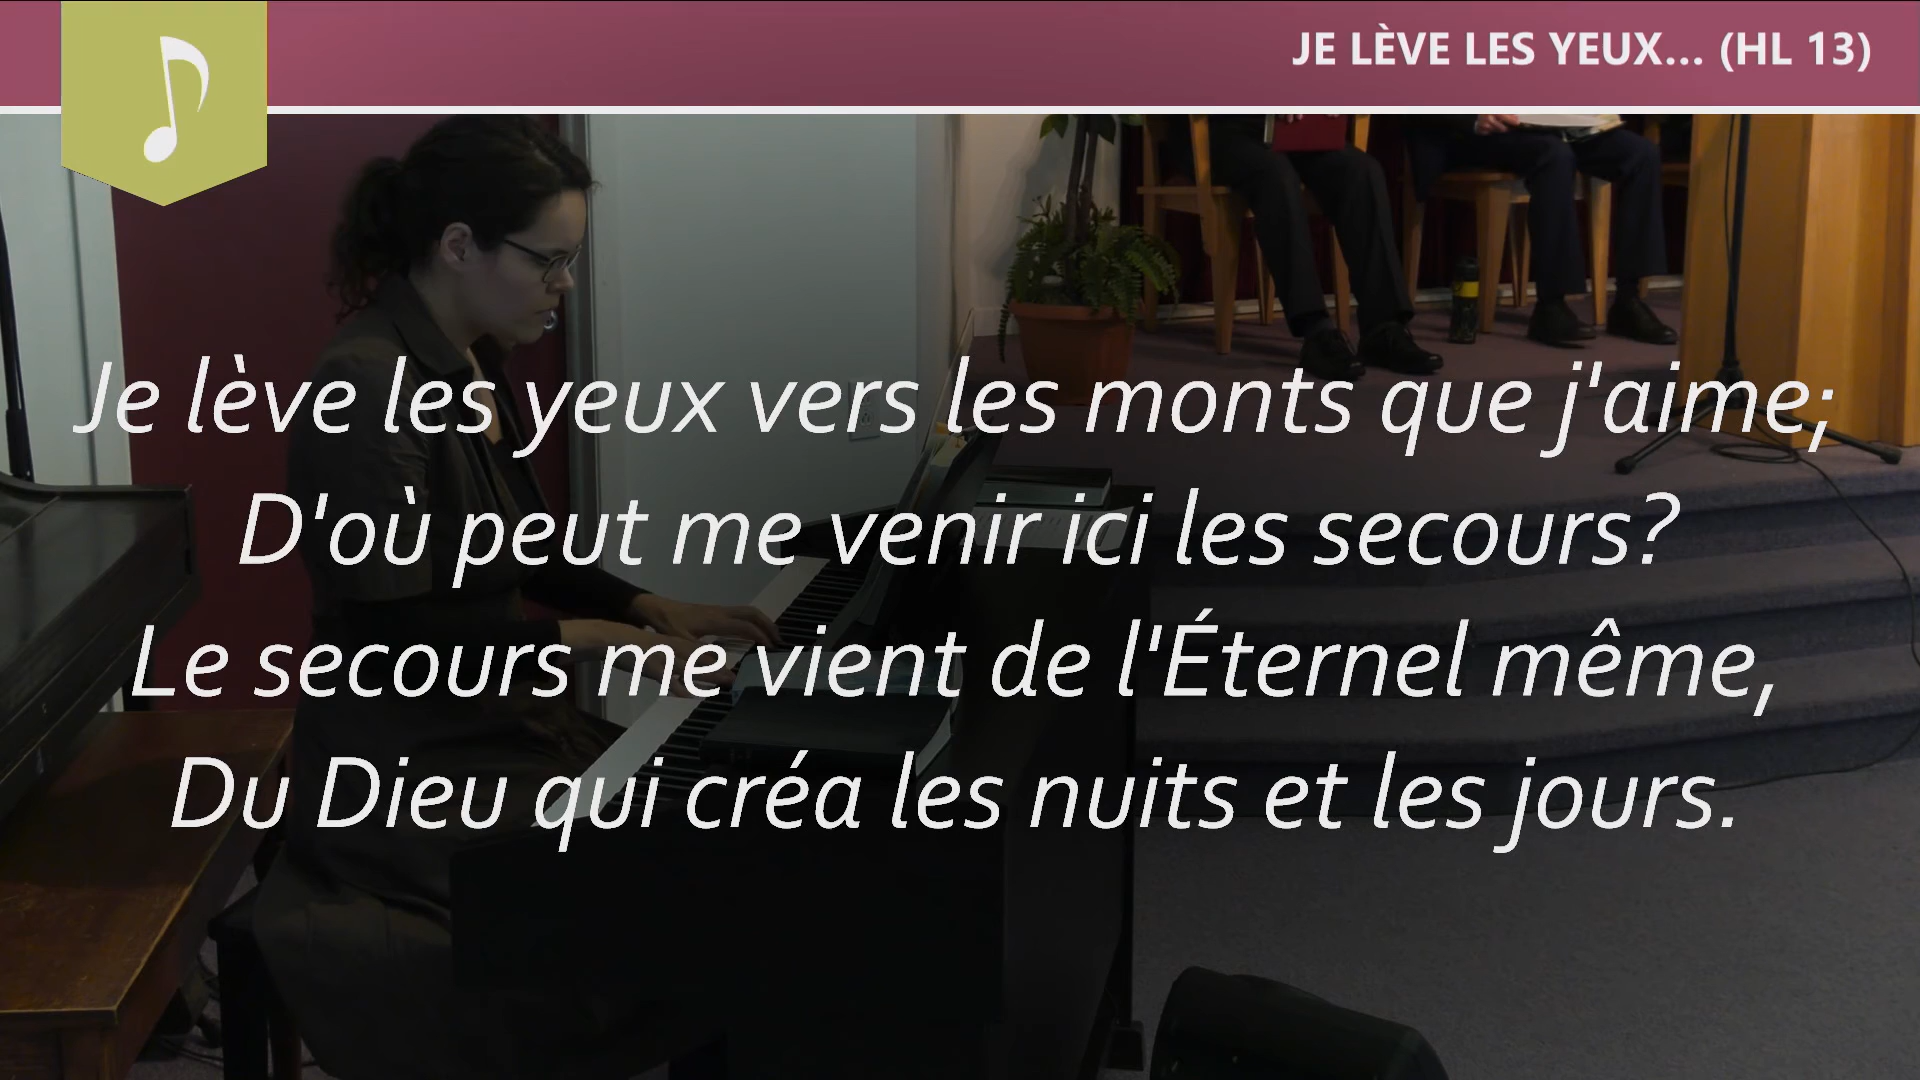 JE LÈVE LES YEUX... (HL 13)
Je lève les yeux vers les monts que j'aime;
D'où peut me venir ici les secours?
Le secours me vient de l'Éternel même,
Du Dieu qui créa les nuits et les jours.